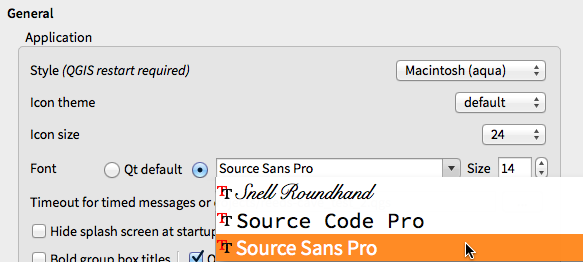 General
Application
Style (QGIS restart required) Macintosh (aqua)
Icon theme default
Icon size 24
Font Qt default Source Sans Pro Size 14
Snell Roundhand
Timeout for timed messages or
Source Code Pro
Hide splash screen at startup
Source Sans Pro
Bold group box titles